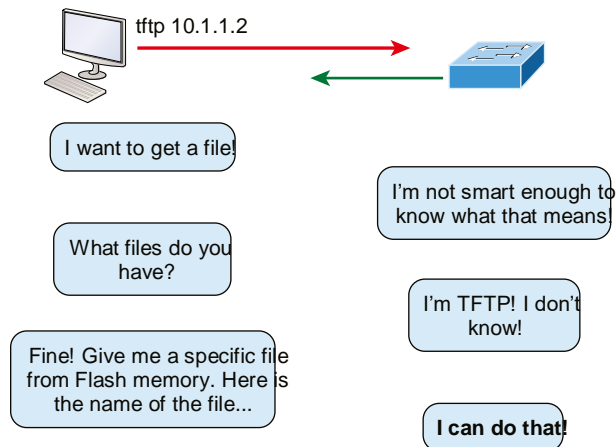 tftp 10.1.1.2
I want to get a file!
I'm not smart enough to
know what that means!
What files do you
have?
I'm TFTP! I don't
know!
Fine! Give me a specific file
from Flash memory. Here is
the name of the file...
I can do that!